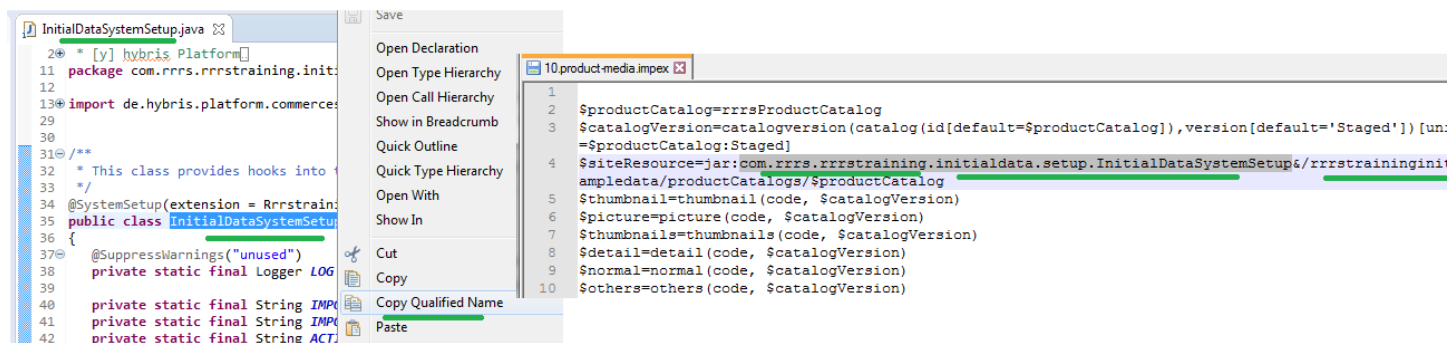 InitialDataSystemSetup.java
2 * [y] hybris Platform
11 package com.rrrs.rrrstraining.initi
12
13 import de.hybris.platform.commerces
29
30
31 /**
32 * This class provides hooks into t
33 */
34 @SystemSetup(extension = Rrrstraini
35 public class InitialDataSystemSetup
36 {
37 @SuppressWarnings("unused")
38 private static final Logger LOG
39
40 private static final String IMPO
41 private static final String IMPO
42 private static final String ACTI
Save
Open Declaration
Open Type Hierarchy
Open Call Hierarchy
Show in Breadcrumb
Quick Outline
Quick Type Hierarchy
Open With
Show In
Cut
Copy
Copy Qualified Name
Paste
10.product-media.impex
1
2 $productCatalog=rrrsProductCatalog
3 $catalogVersion=catalogversion(catalog(id[default=$productCatalog]),version[default='Staged'])[uni
=$productCatalog:Staged]
4 $siteResource=jar:com.rrrs.rrrstraining.initialdata.setup.InitialDataSystemSetup&/rrrstraininginit
ampledata/productCatalogs/$productCatalog
5 $thumbnail=thumbnail(code, $catalogVersion)
6 $picture=picture(code, $catalogVersion)
7 $thumbnails=thumbnails(code, $catalogVersion)
8 $detail=detail(code, $catalogVersion)
9 $normal=normal(code, $catalogVersion)
10 $others=others(code, $catalogVersion)